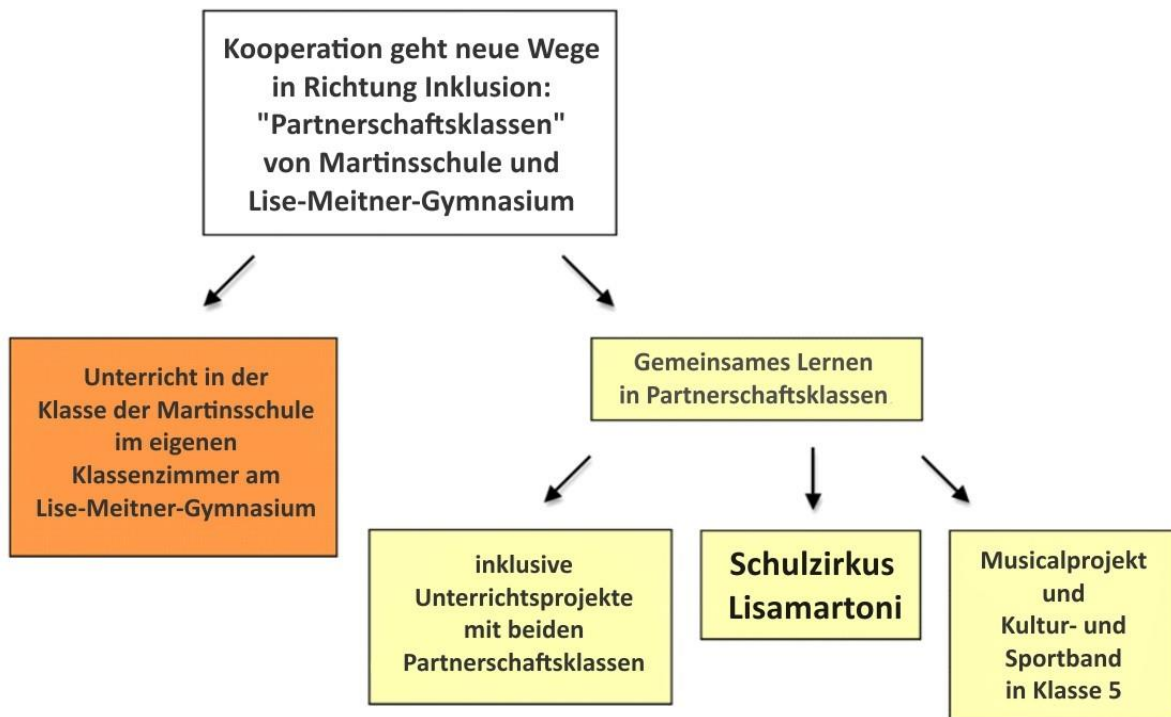 Kooperation geht neue Wege
in Richtung Inklusion:
"Partnerschaftsklassen"
von Martinsschule und
Lise-Meitner-Gymnasium
Unterricht in der
Klasse der Martinsschule
im eigenen
Klassenzimmer am
Lise-Meitner-Gymnasium
Gemeinsames Lernen
in Partnerschaftsklassen
inklusive
Unterrichtsprojekte
mit beiden
Partnerschaftsklassen
Schulzirkus
Lisamartoni
Musicalprojekt
und
Kultur- und
Sportband
in Klasse 5